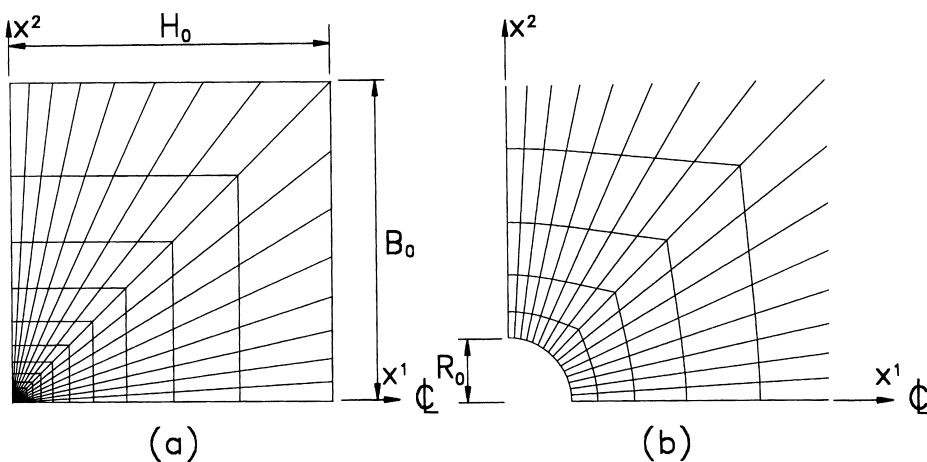 x² H₀ x²
B₀
x¹ ℄ R₀ x¹ ℄
(a) (b)